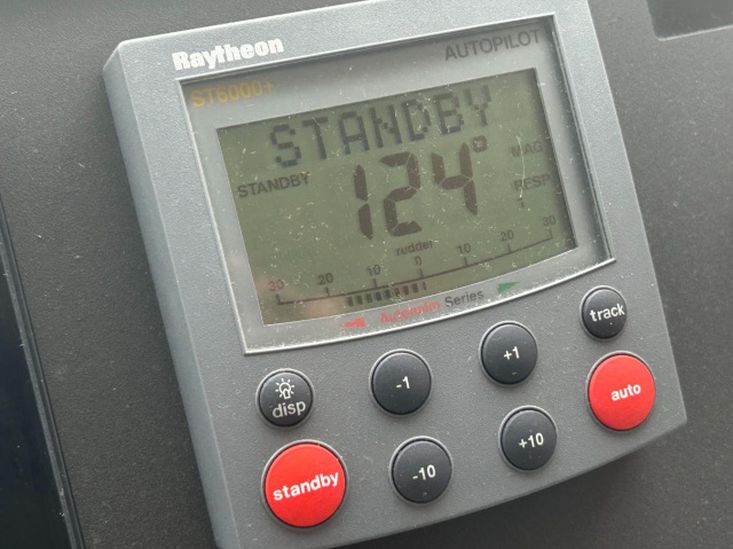 Raytheon
AUTOPILOT
ST6000+
STANDBY
STANDBY 124° MAG
RESP
1
rudder
30 20 10 0 10 20 30
Autohelm Series
disp -1 +1 track
standby -10 +10 auto